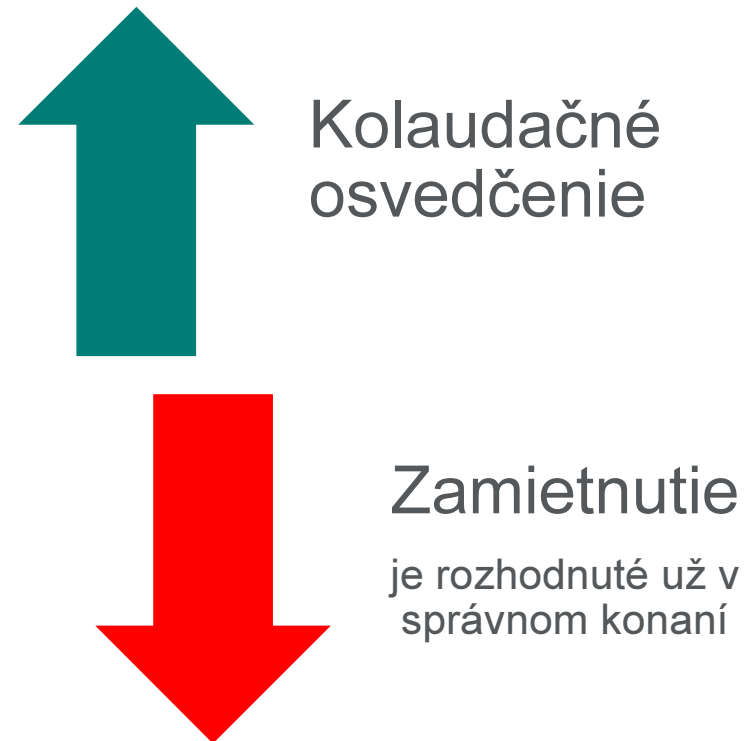 Kolaudačné
osvedčenie
Zamietnutie
je rozhodnuté už v
správnom konaní